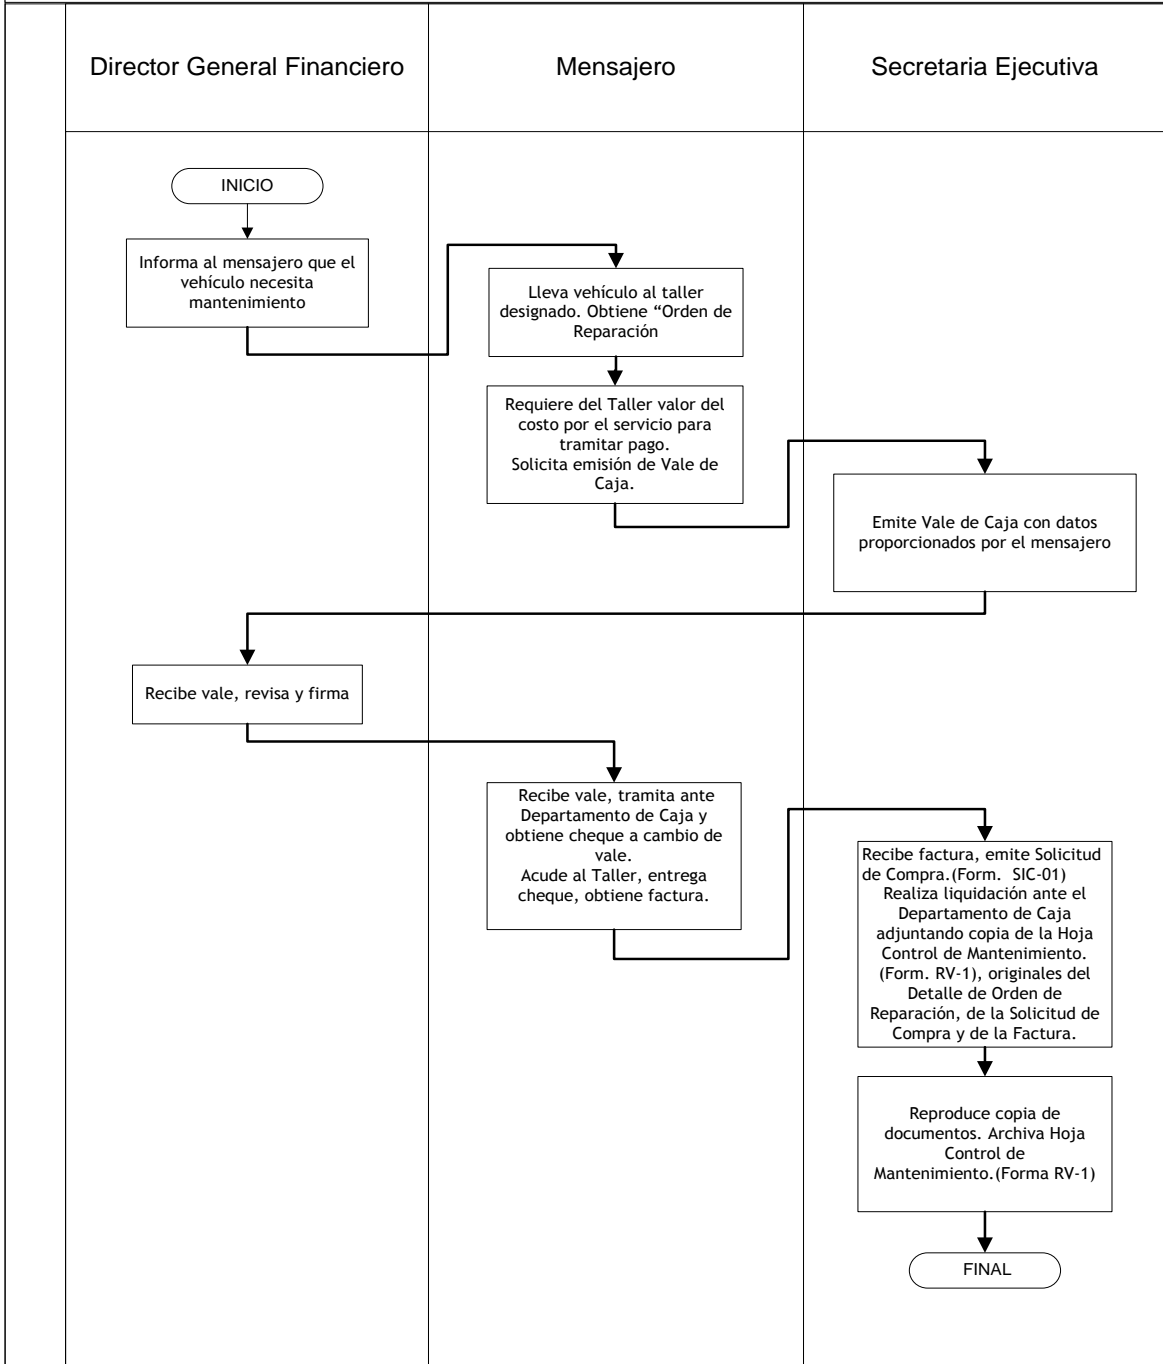 Director General Financiero
Mensajero
Secretaria Ejecutiva
INICIO
Informa al mensajero que el
vehículo necesita
mantenimiento
Lleva vehículo al taller
designado. Obtiene “Orden de
Reparación
Requiere del Taller valor del
costo por el servicio para
tramitar pago.
Solicita emisión de Vale de
Caja.
Emite Vale de Caja con datos
proporcionados por el mensajero
Recibe vale, revisa y firma
Recibe vale, tramita ante
Departamento de Caja y
obtiene cheque a cambio de
vale.
Acude al Taller, entrega
cheque, obtiene factura.
Recibe factura, emite Solicitud
de Compra.(Form.  SIC-01)
Realiza liquidación ante el
Departamento de Caja
adjuntando copia de la Hoja
Control de Mantenimiento.
(Form. RV-1), originales del
Detalle de Orden de
Reparación, de la Solicitud de
Compra y de la Factura.
Reproduce copia de
documentos. Archiva Hoja
Control de
Mantenimiento.(Forma RV-1)
FINAL